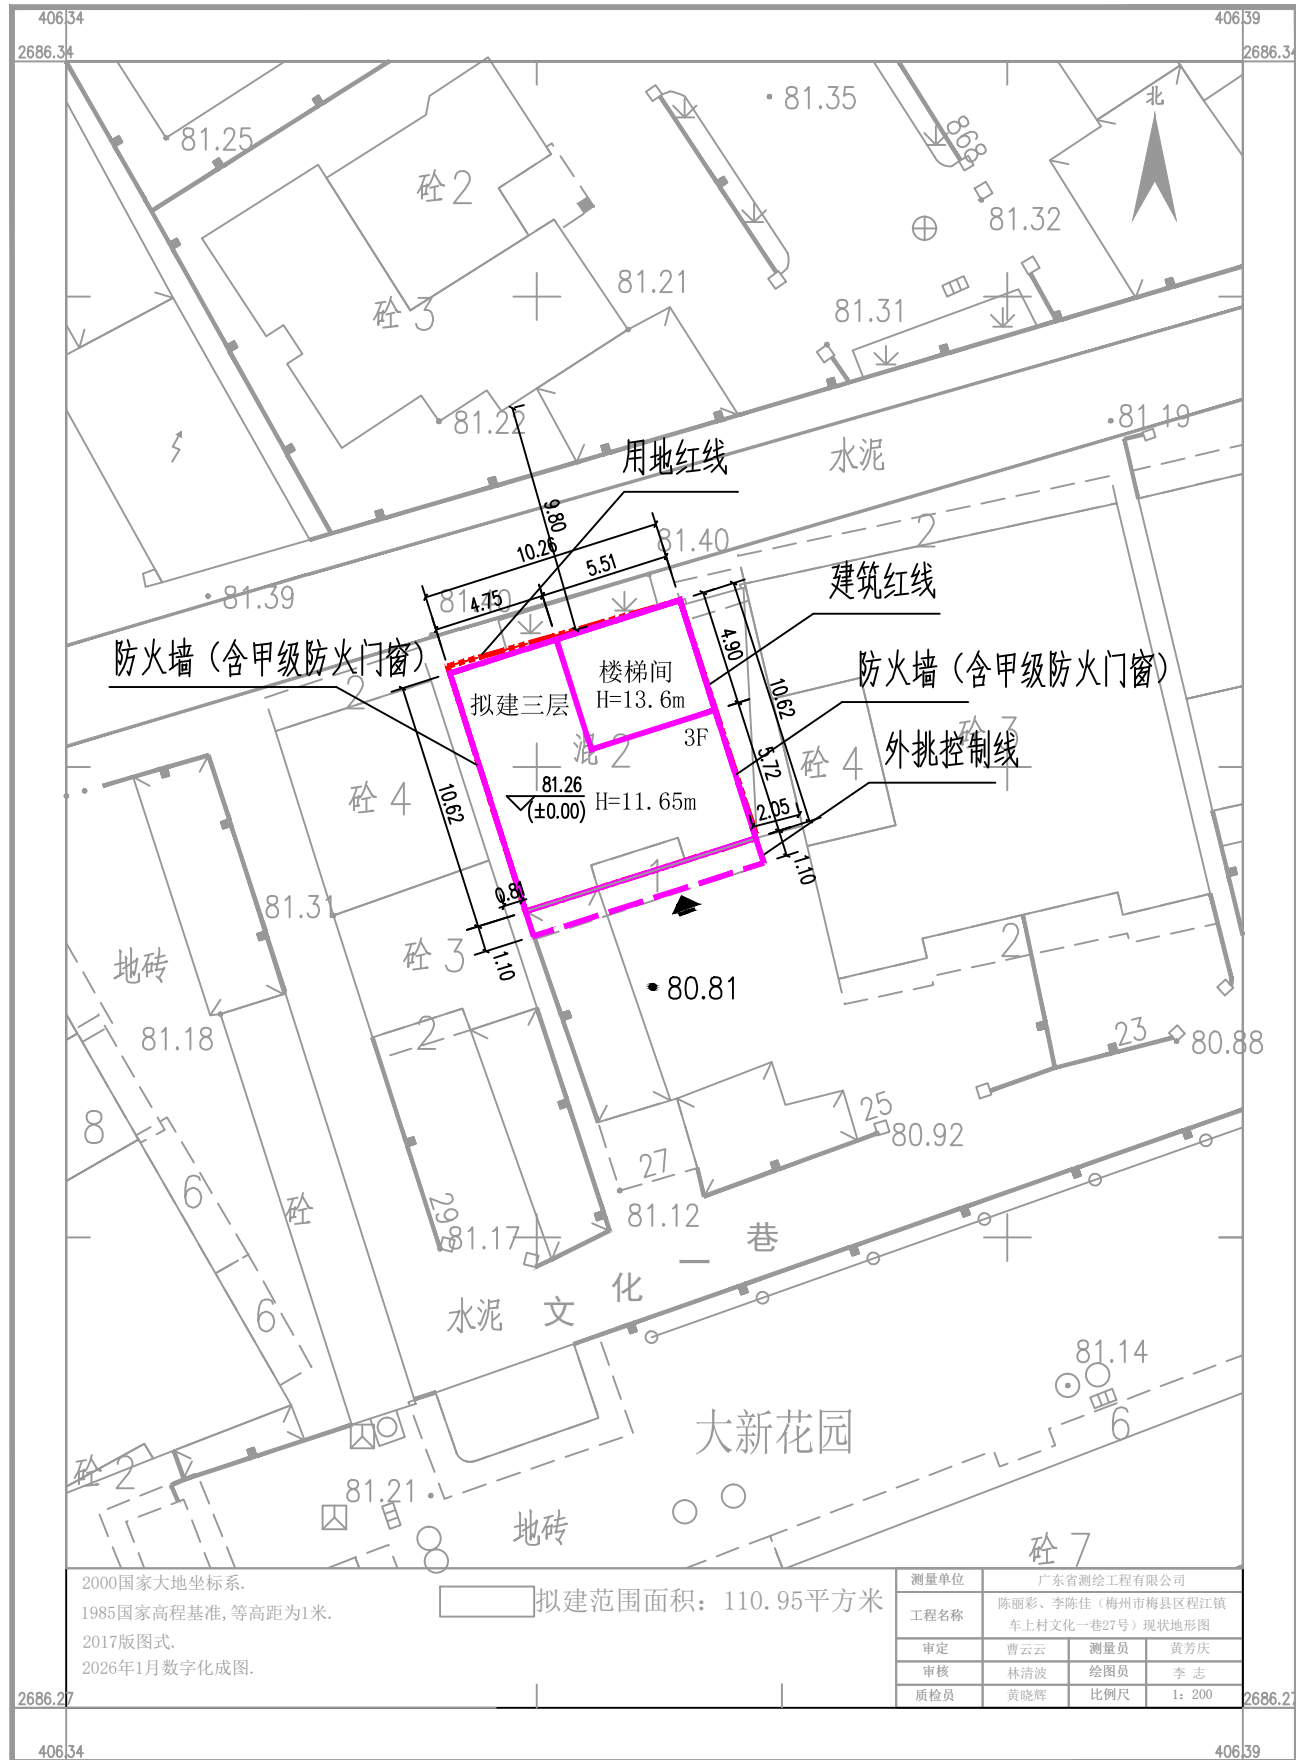 406.34
406.39
2686.34
2686.34
北
81.35
868
81.25
砼2
81.32
81.21
砼3
81.31
81.22
81.19
水泥
用地红线
9.80
10.26
81.40
2
5.51
建筑红线
81.39
81.40
4.75
4.90
防火墙（含甲级防火门窗）
楼梯间
防火墙（含甲级防火门窗）
2
拟建三层
H=13.6m
10.62
3F
砼3
混2
5.72
砼4
外挑控制线
81.26
(±0.00)
H=11.65m
砼4
10.62
2.05
1.10
1
0.81
81.31
砼3
1.10
2
地砖
80.81
81.18
2
23
80.88
8
25
80.92
27
6
砼
29
81.12
81.17
巷
一
化
文
水泥
6
81.14
大新花园
6
砼2
81.21
地砖
砼7
8
2000国家大地坐标系.
1985国家高程基准,等高距为1米.
2017版图式.
2026年1月数字化成图.
拟建范围面积：110.95平方米
测量单位 广东省测绘工程有限公司
工程名称 陈丽彩、李陈佳（梅州市梅县区程江镇
车上村文化一巷27号）现状地形图
审定 曹云云 测量员 黄芳庆
审核 林清波 绘图员 李 志
质检员 黄晓辉 比例尺 1: 200
2686.27
2686.27
406.34
406.39